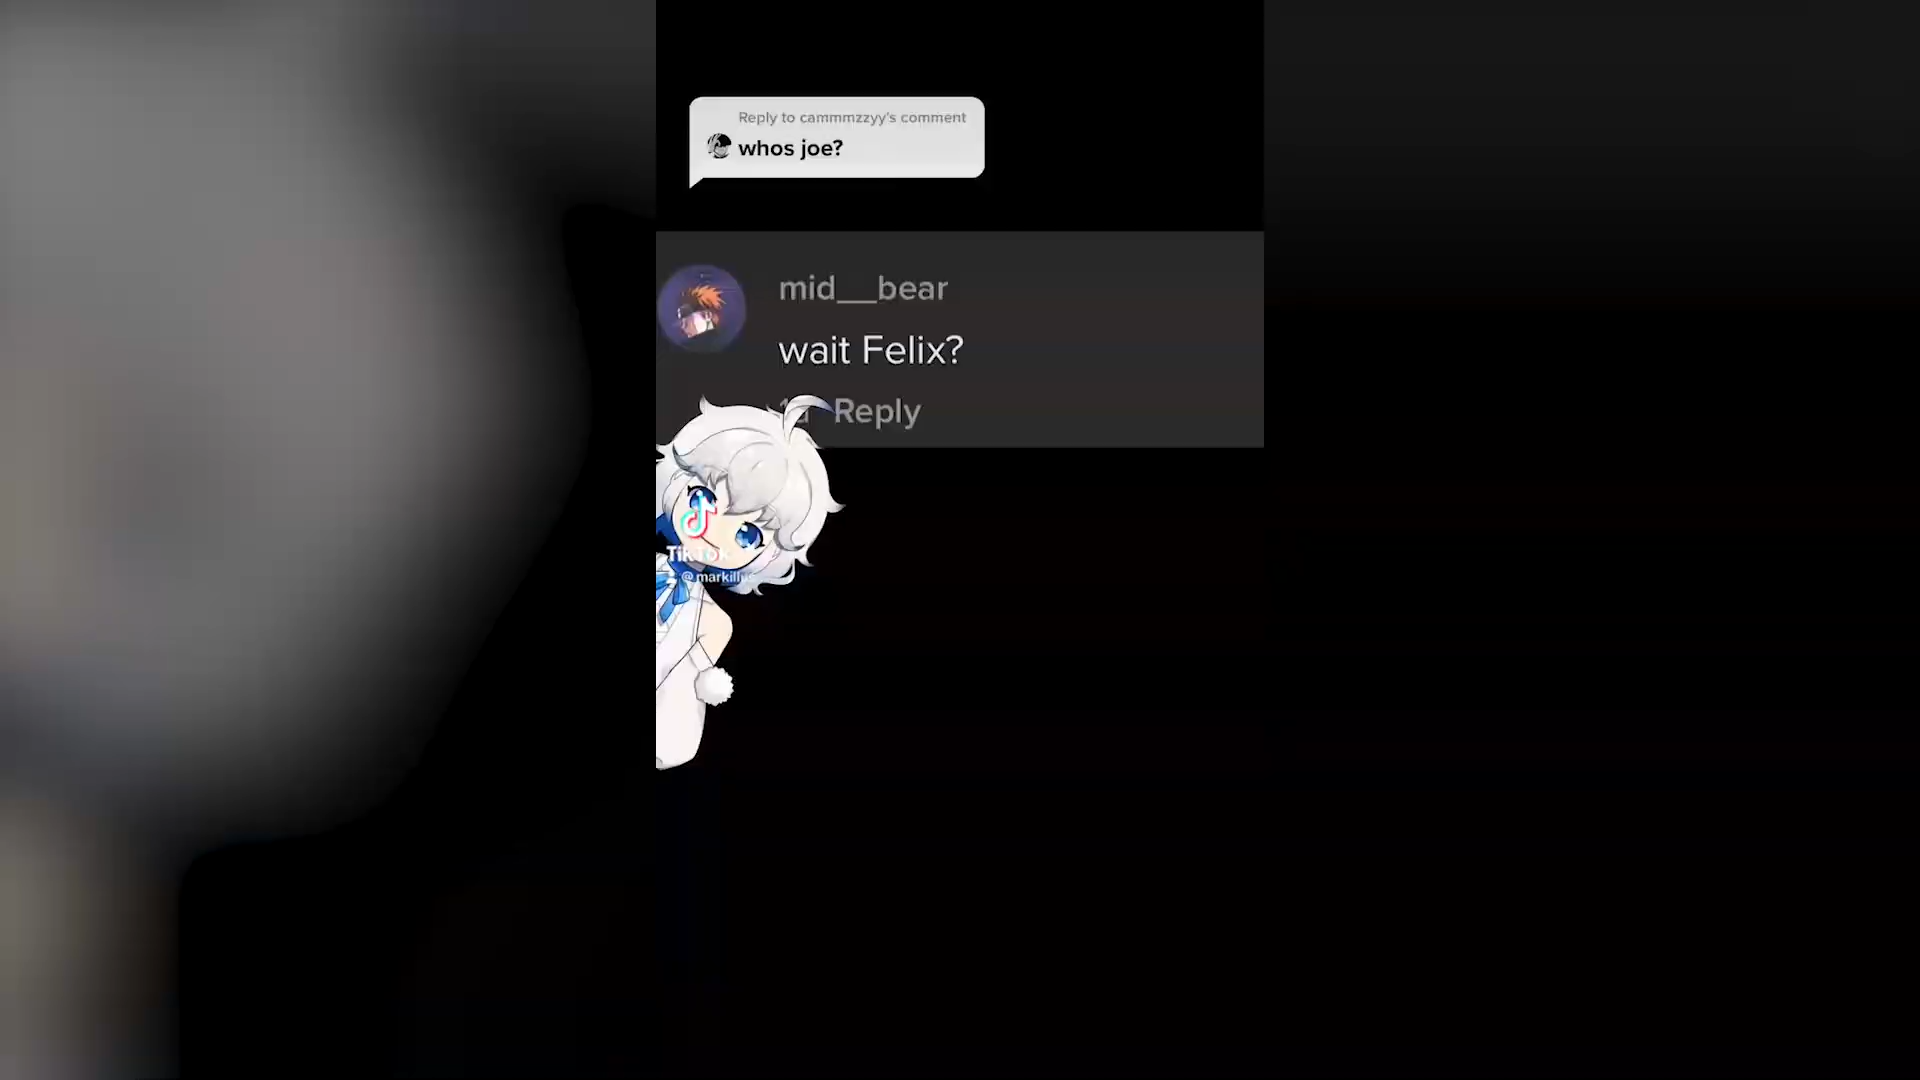 Reply to cammmzzyy's comment
whos joe?
mid__bear
wait Felix?
Reply
TikTok